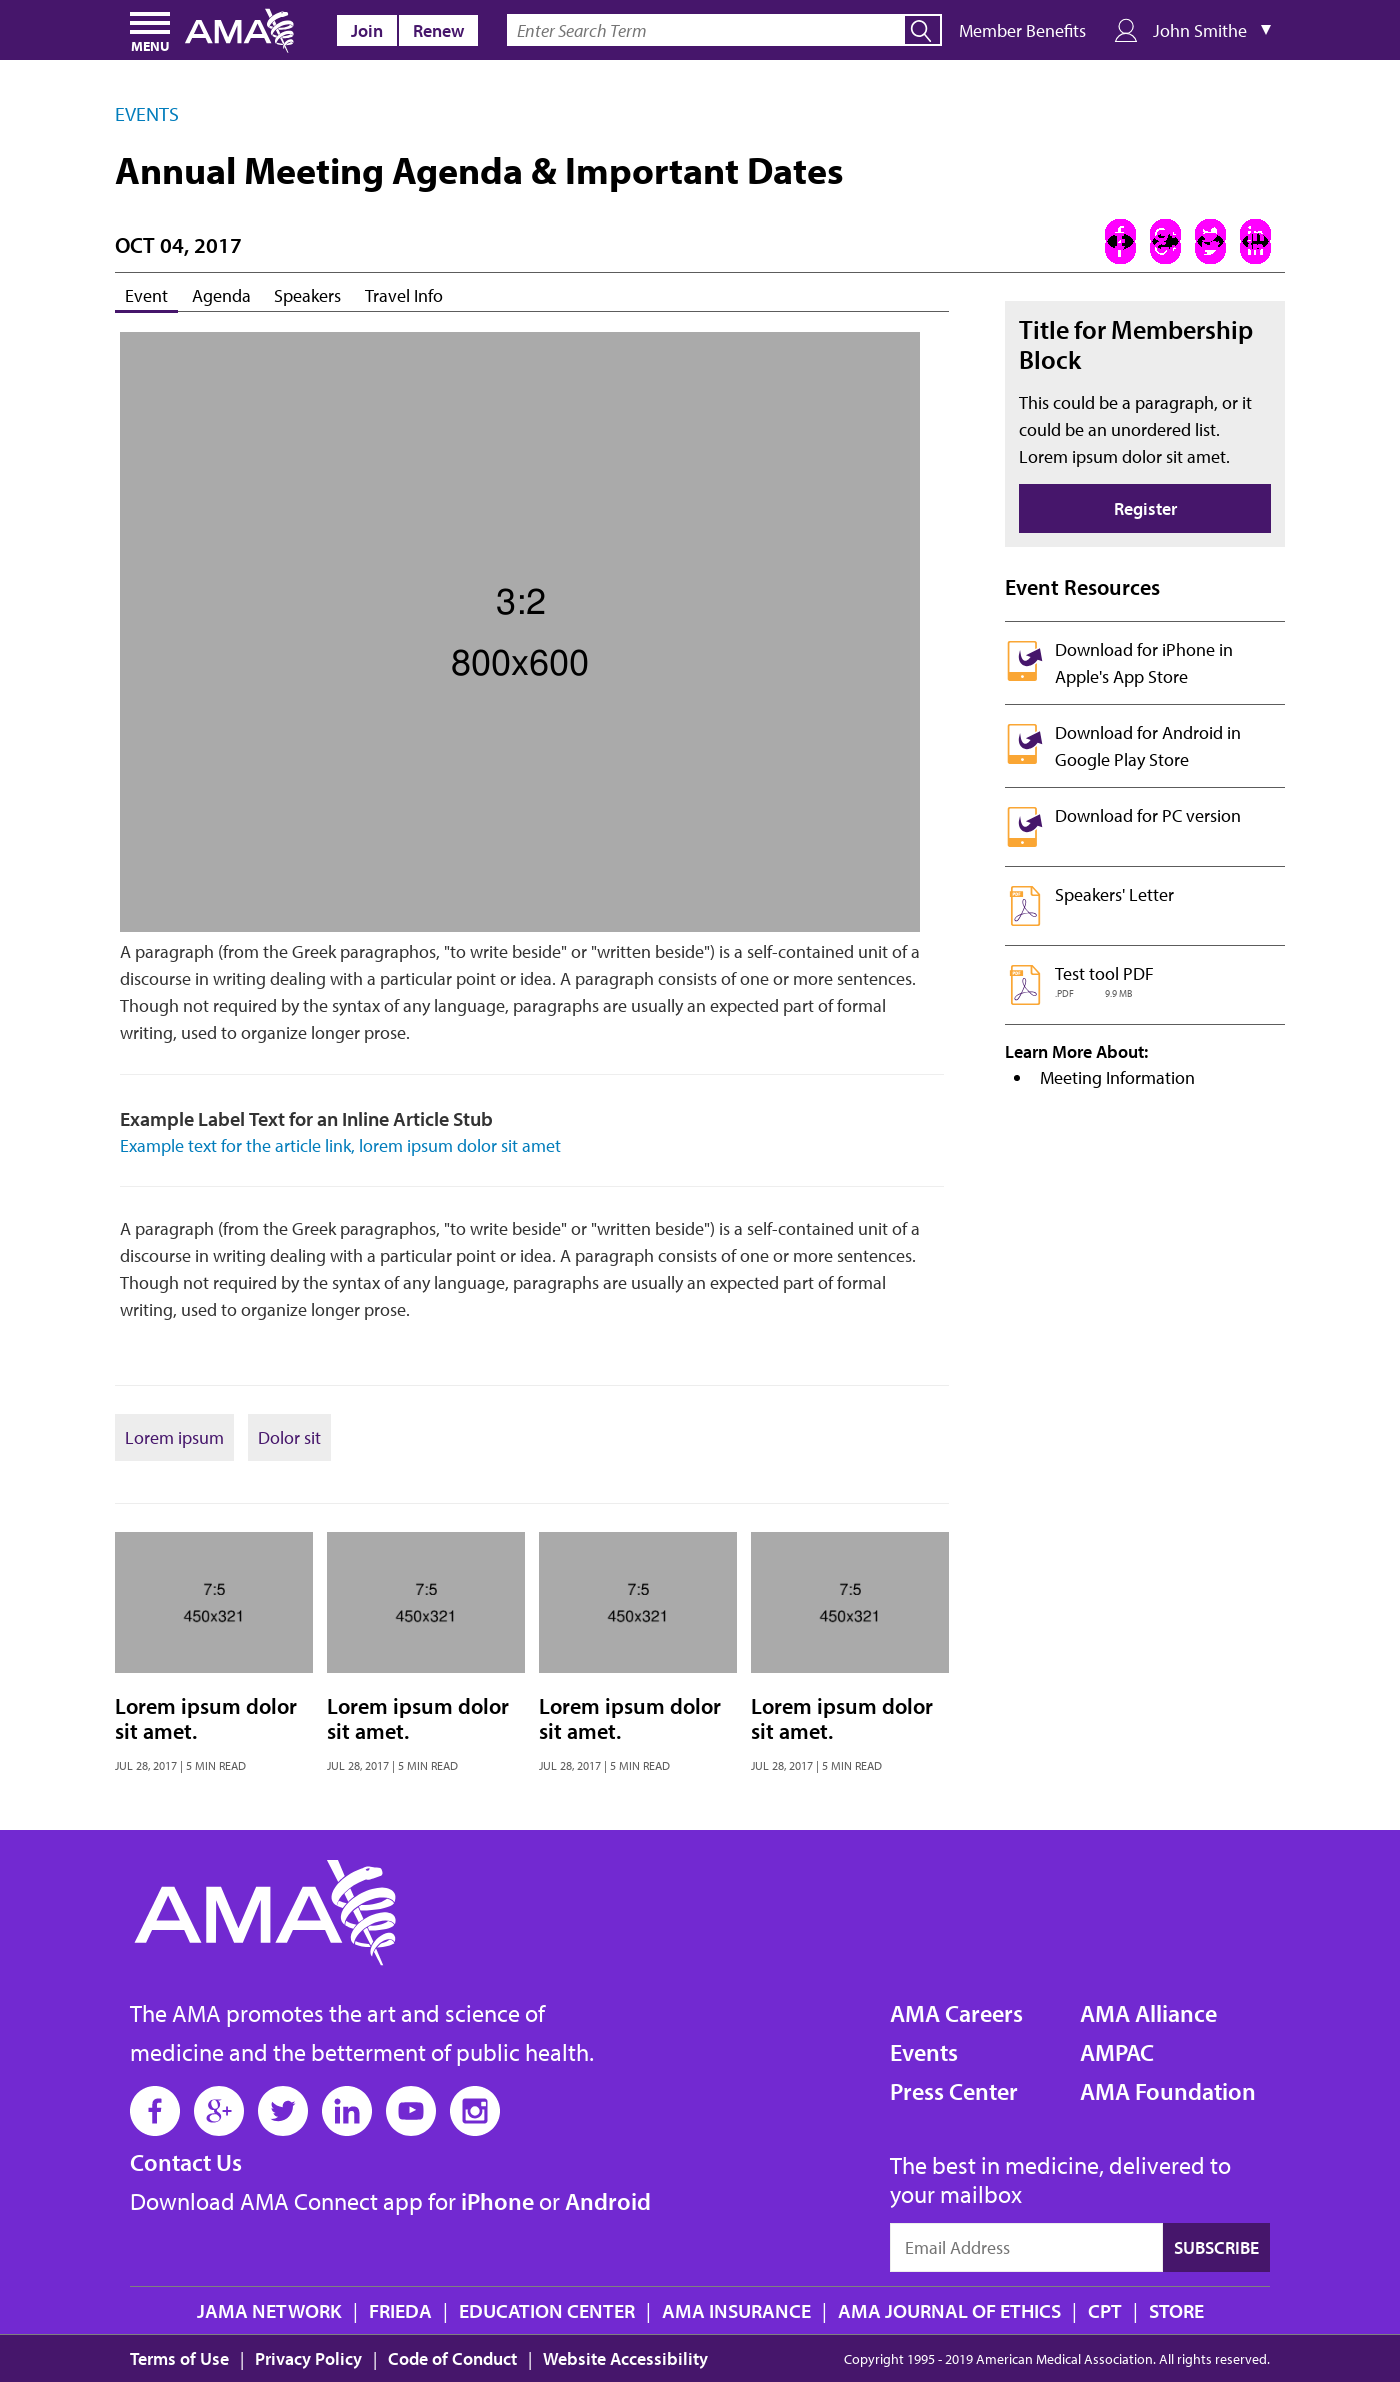 MENU
AMA
Join
Renew
Enter Search Term
Member Benefits
John Smithe
EVENTS
Annual Meeting Agenda & Important Dates
OCT 04, 2017
Event
Agenda
Speakers
Travel Info
3:2
800x600
A paragraph (from the Greek paragraphos, "to write beside" or "written beside") is a self-contained unit of a
discourse in writing dealing with a particular point or idea. A paragraph consists of one or more sentences.
Though not required by the syntax of any language, paragraphs are usually an expected part of formal
writing, used to organize longer prose.
Example Label Text for an Inline Article Stub
Example text for the article link, lorem ipsum dolor sit amet
A paragraph (from the Greek paragraphos, "to write beside" or "written beside") is a self-contained unit of a
discourse in writing dealing with a particular point or idea. A paragraph consists of one or more sentences.
Though not required by the syntax of any language, paragraphs are usually an expected part of formal
writing, used to organize longer prose.
Title for Membership
Block
This could be a paragraph, or it
could be an unordered list.
Lorem ipsum dolor sit amet.
Register
Event Resources
Download for iPhone in
Apple's App Store
Download for Android in
Google Play Store
Download for PC version
Speakers' Letter
Test tool PDF
.PDF 9.9 MB
Learn More About:
• Meeting Information
Lorem ipsum
Dolor sit
7:5
450x321
Lorem ipsum dolor
sit amet.
JUL 28, 2017 | 5 MIN READ
7:5
450x321
Lorem ipsum dolor
sit amet.
JUL 28, 2017 | 5 MIN READ
7:5
450x321
Lorem ipsum dolor
sit amet.
JUL 28, 2017 | 5 MIN READ
7:5
450x321
Lorem ipsum dolor
sit amet.
JUL 28, 2017 | 5 MIN READ
AMA
The AMA promotes the art and science of
medicine and the betterment of public health.
Contact Us
Download AMA Connect app for iPhone or Android
AMA Careers
Events
Press Center
AMA Alliance
AMPAC
AMA Foundation
The best in medicine, delivered to
your mailbox
Email Address
SUBSCRIBE
JAMA NETWORK | FRIEDA | EDUCATION CENTER | AMA INSURANCE | AMA JOURNAL OF ETHICS | CPT | STORE
Terms of Use | Privacy Policy | Code of Conduct | Website Accessibility
Copyright 1995 - 2019 American Medical Association. All rights reserved.